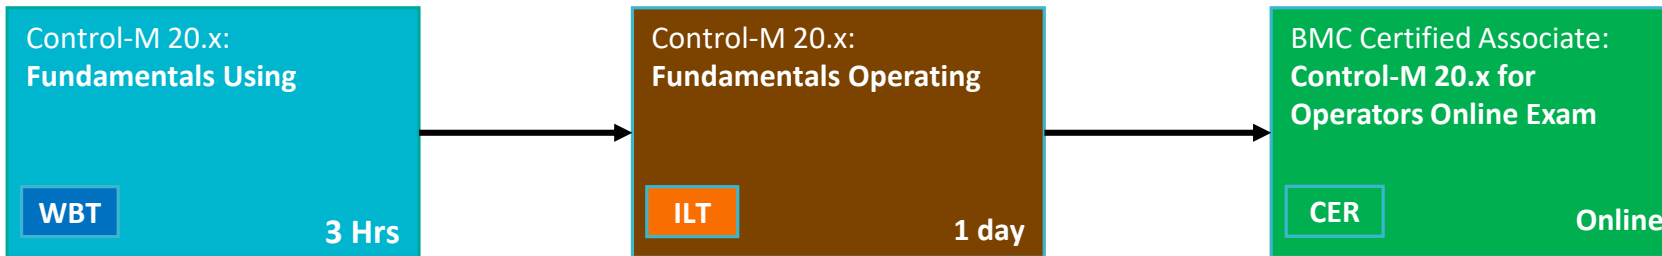 Control-M 20.x:
Fundamentals Using
WBT
3 Hrs
Control-M 20.x:
Fundamentals Operating
ILT
1 day
BMC Certified Associate:
Control-M 20.x for
Operators Online Exam
CER
Online